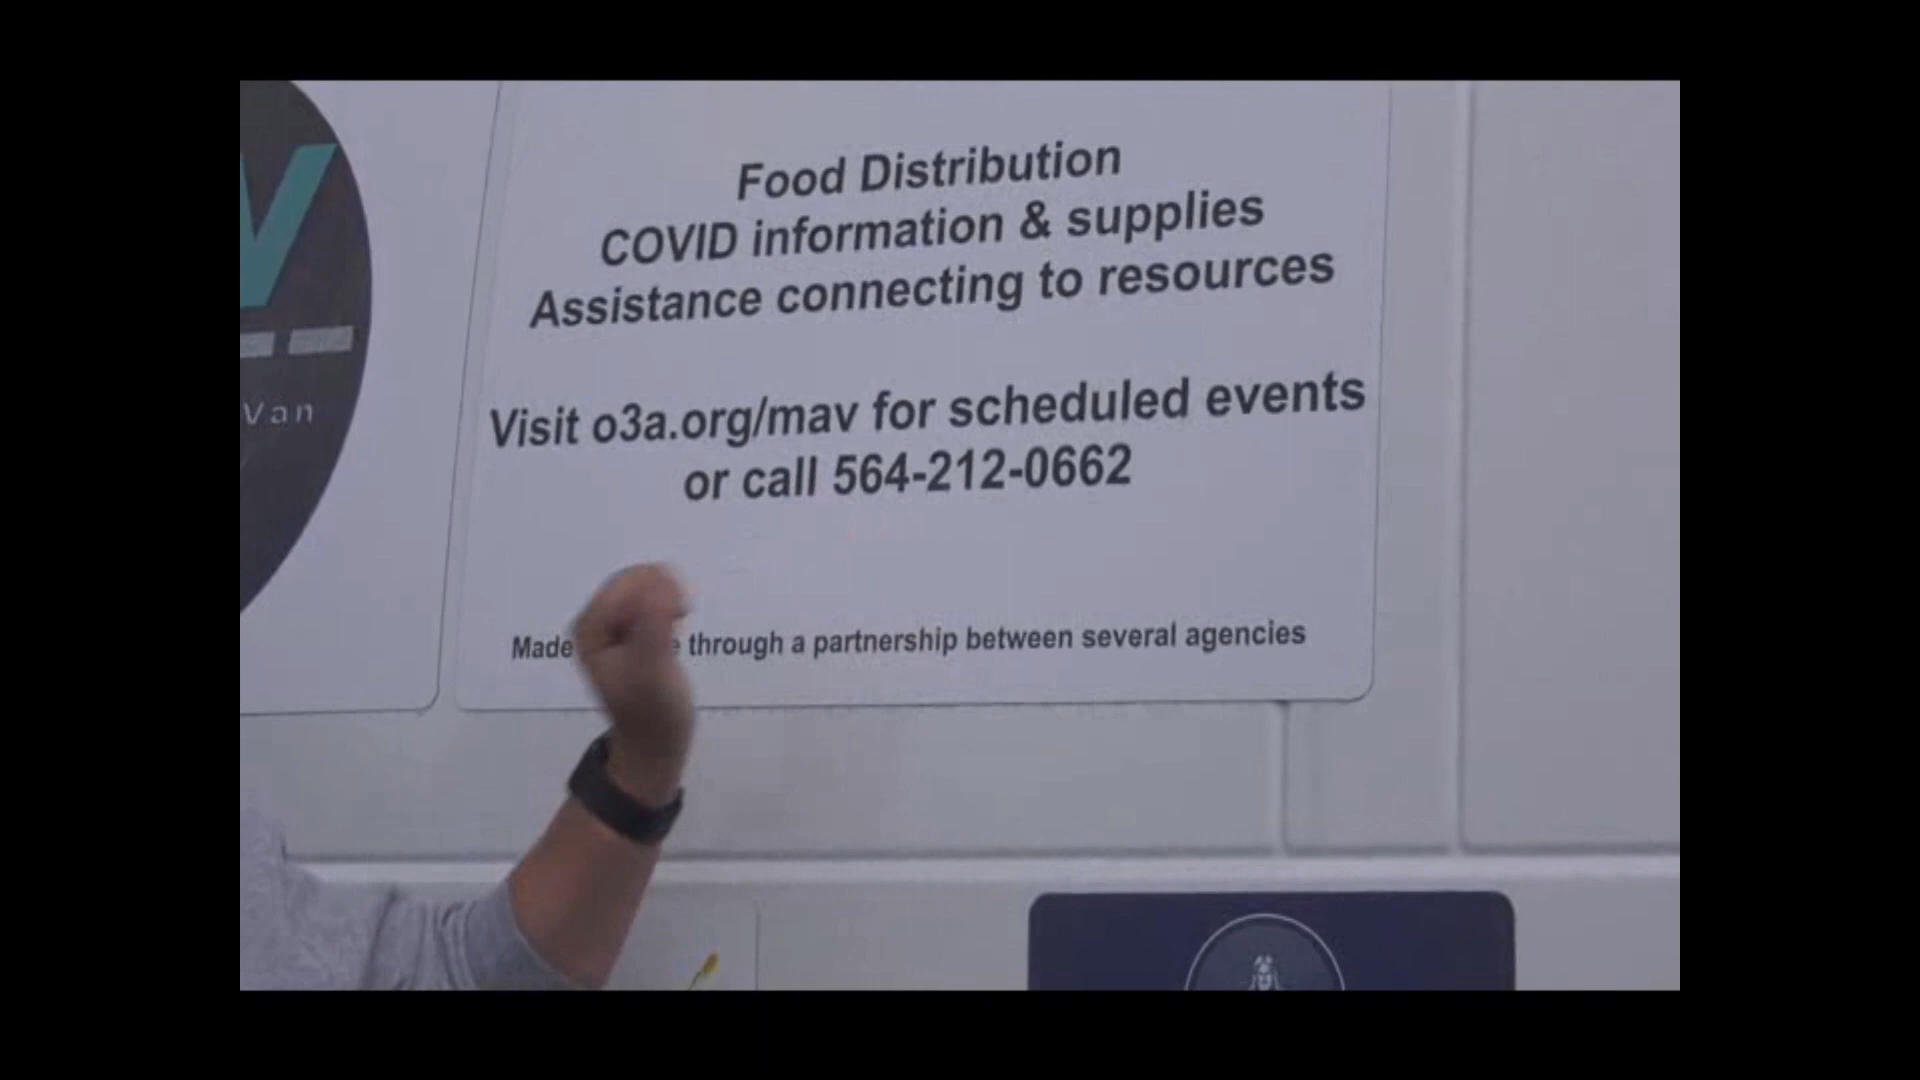 V
Van
Food Distribution
COVID information & supplies
Assistance connecting to resources
Visit o3a.org/mav for scheduled events
or call 564-212-0662
Made through a partnership between several agencies